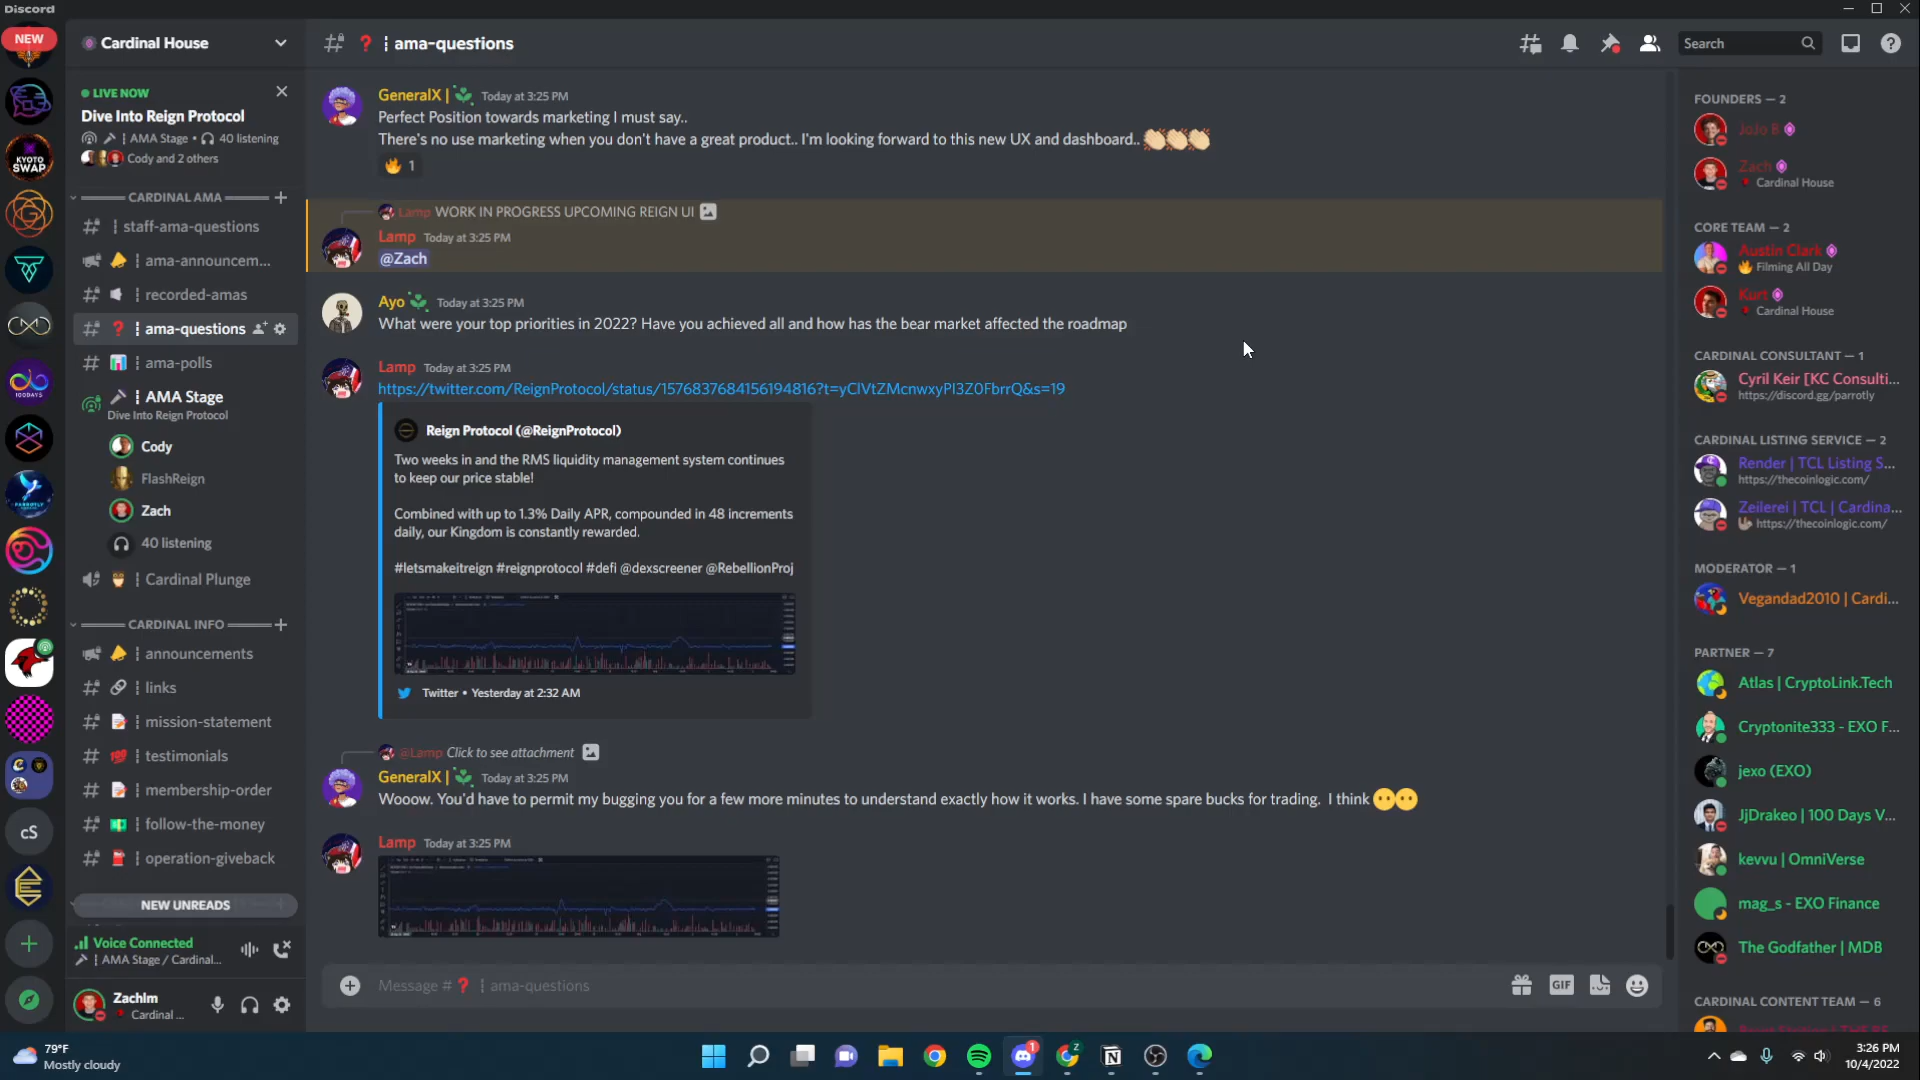 Discord
NEW
Cardinal House
LIVE NOW
Dive Into Reign Protocol
¦ AMA Stage • 40 listening
Cody and 2 others
CARDINAL AMA
¦ staff-ama-questions
¦ ama-announcem...
¦ recorded-amas
¦ ama-questions
¦ ama-polls
¦ AMA Stage
Dive Into Reign Protocol
Cody
FlashReign
Zach
40 listening
¦ Cardinal Plunge
CARDINAL INFO
¦ announcements
¦ links
¦ mission-statement
¦ testimonials
¦ membership-order
¦ follow-the-money
¦ operation-giveback
NEW UNREADS
Voice Connected
¦ AMA Stage / Cardinal...
ZachIm
Cardinal ...
KYOTO
SWAP
100DAYS
cS
# ❓ ¦ ama-questions
Search
GeneralX | Today at 3:25 PM
Perfect Position towards marketing I must say..
There's no use marketing when you don't have a great product.. I'm looking forward to this new UX and dashboard.. 👏🏻👏🏻👏🏻
🔥 1
Lamp WORK IN PROGRESS UPCOMING REIGN UI
Lamp Today at 3:25 PM
@Zach
Ayo Today at 3:25 PM
What were your top priorities in 2022? Have you achieved all and how has the bear market affected the roadmap
Lamp Today at 3:25 PM
https://twitter.com/ReignProtocol/status/1576837684156194816?t=yClVtZMcnwxyPl3Z0FbrrQ&s=19
Reign Protocol (@ReignProtocol)
Two weeks in and the RMS liquidity management system continues
to keep our price stable!
Combined with up to 1.3% Daily APR, compounded in 48 increments
daily, our Kingdom is constantly rewarded.
#letsmakeitreign #reignprotocol #defi @dexscreener @RebellionProj
Twitter • Yesterday at 2:32 AM
@Lamp Click to see attachment
GeneralX | Today at 3:25 PM
Wooow. You'd have to permit my bugging you for a few more minutes to understand exactly how it works. I have some spare bucks for trading. I think 😶😶
Lamp Today at 3:25 PM
Message # ❓ ¦ ama-questions
GIF
FOUNDERS — 2
JoJo B
Zach
Cardinal House
CORE TEAM — 2
Austin Clark
🔥 Filming All Day
Kurt
Cardinal House
CARDINAL CONSULTANT — 1
Cyril Keir [KC Consulti...
https://discord.gg/parrotly
CARDINAL LISTING SERVICE — 2
Render | TCL Listing S...
https://thecoinlogic.com/
Zeilerei | TCL | Cardina...
https://thecoinlogic.com/
MODERATOR — 1
Vegandad2010 | Cardi...
PARTNER — 7
Atlas | CryptoLink.Tech
Cryptonite333 - EXO F...
jexo (EXO)
JjDrakeo | 100 Days V...
kevvu | OmniVerse
mag_s - EXO Finance
The Godfather | MDB
CARDINAL CONTENT TEAM — 6
79°F
Mostly cloudy
3:26 PM
10/4/2022